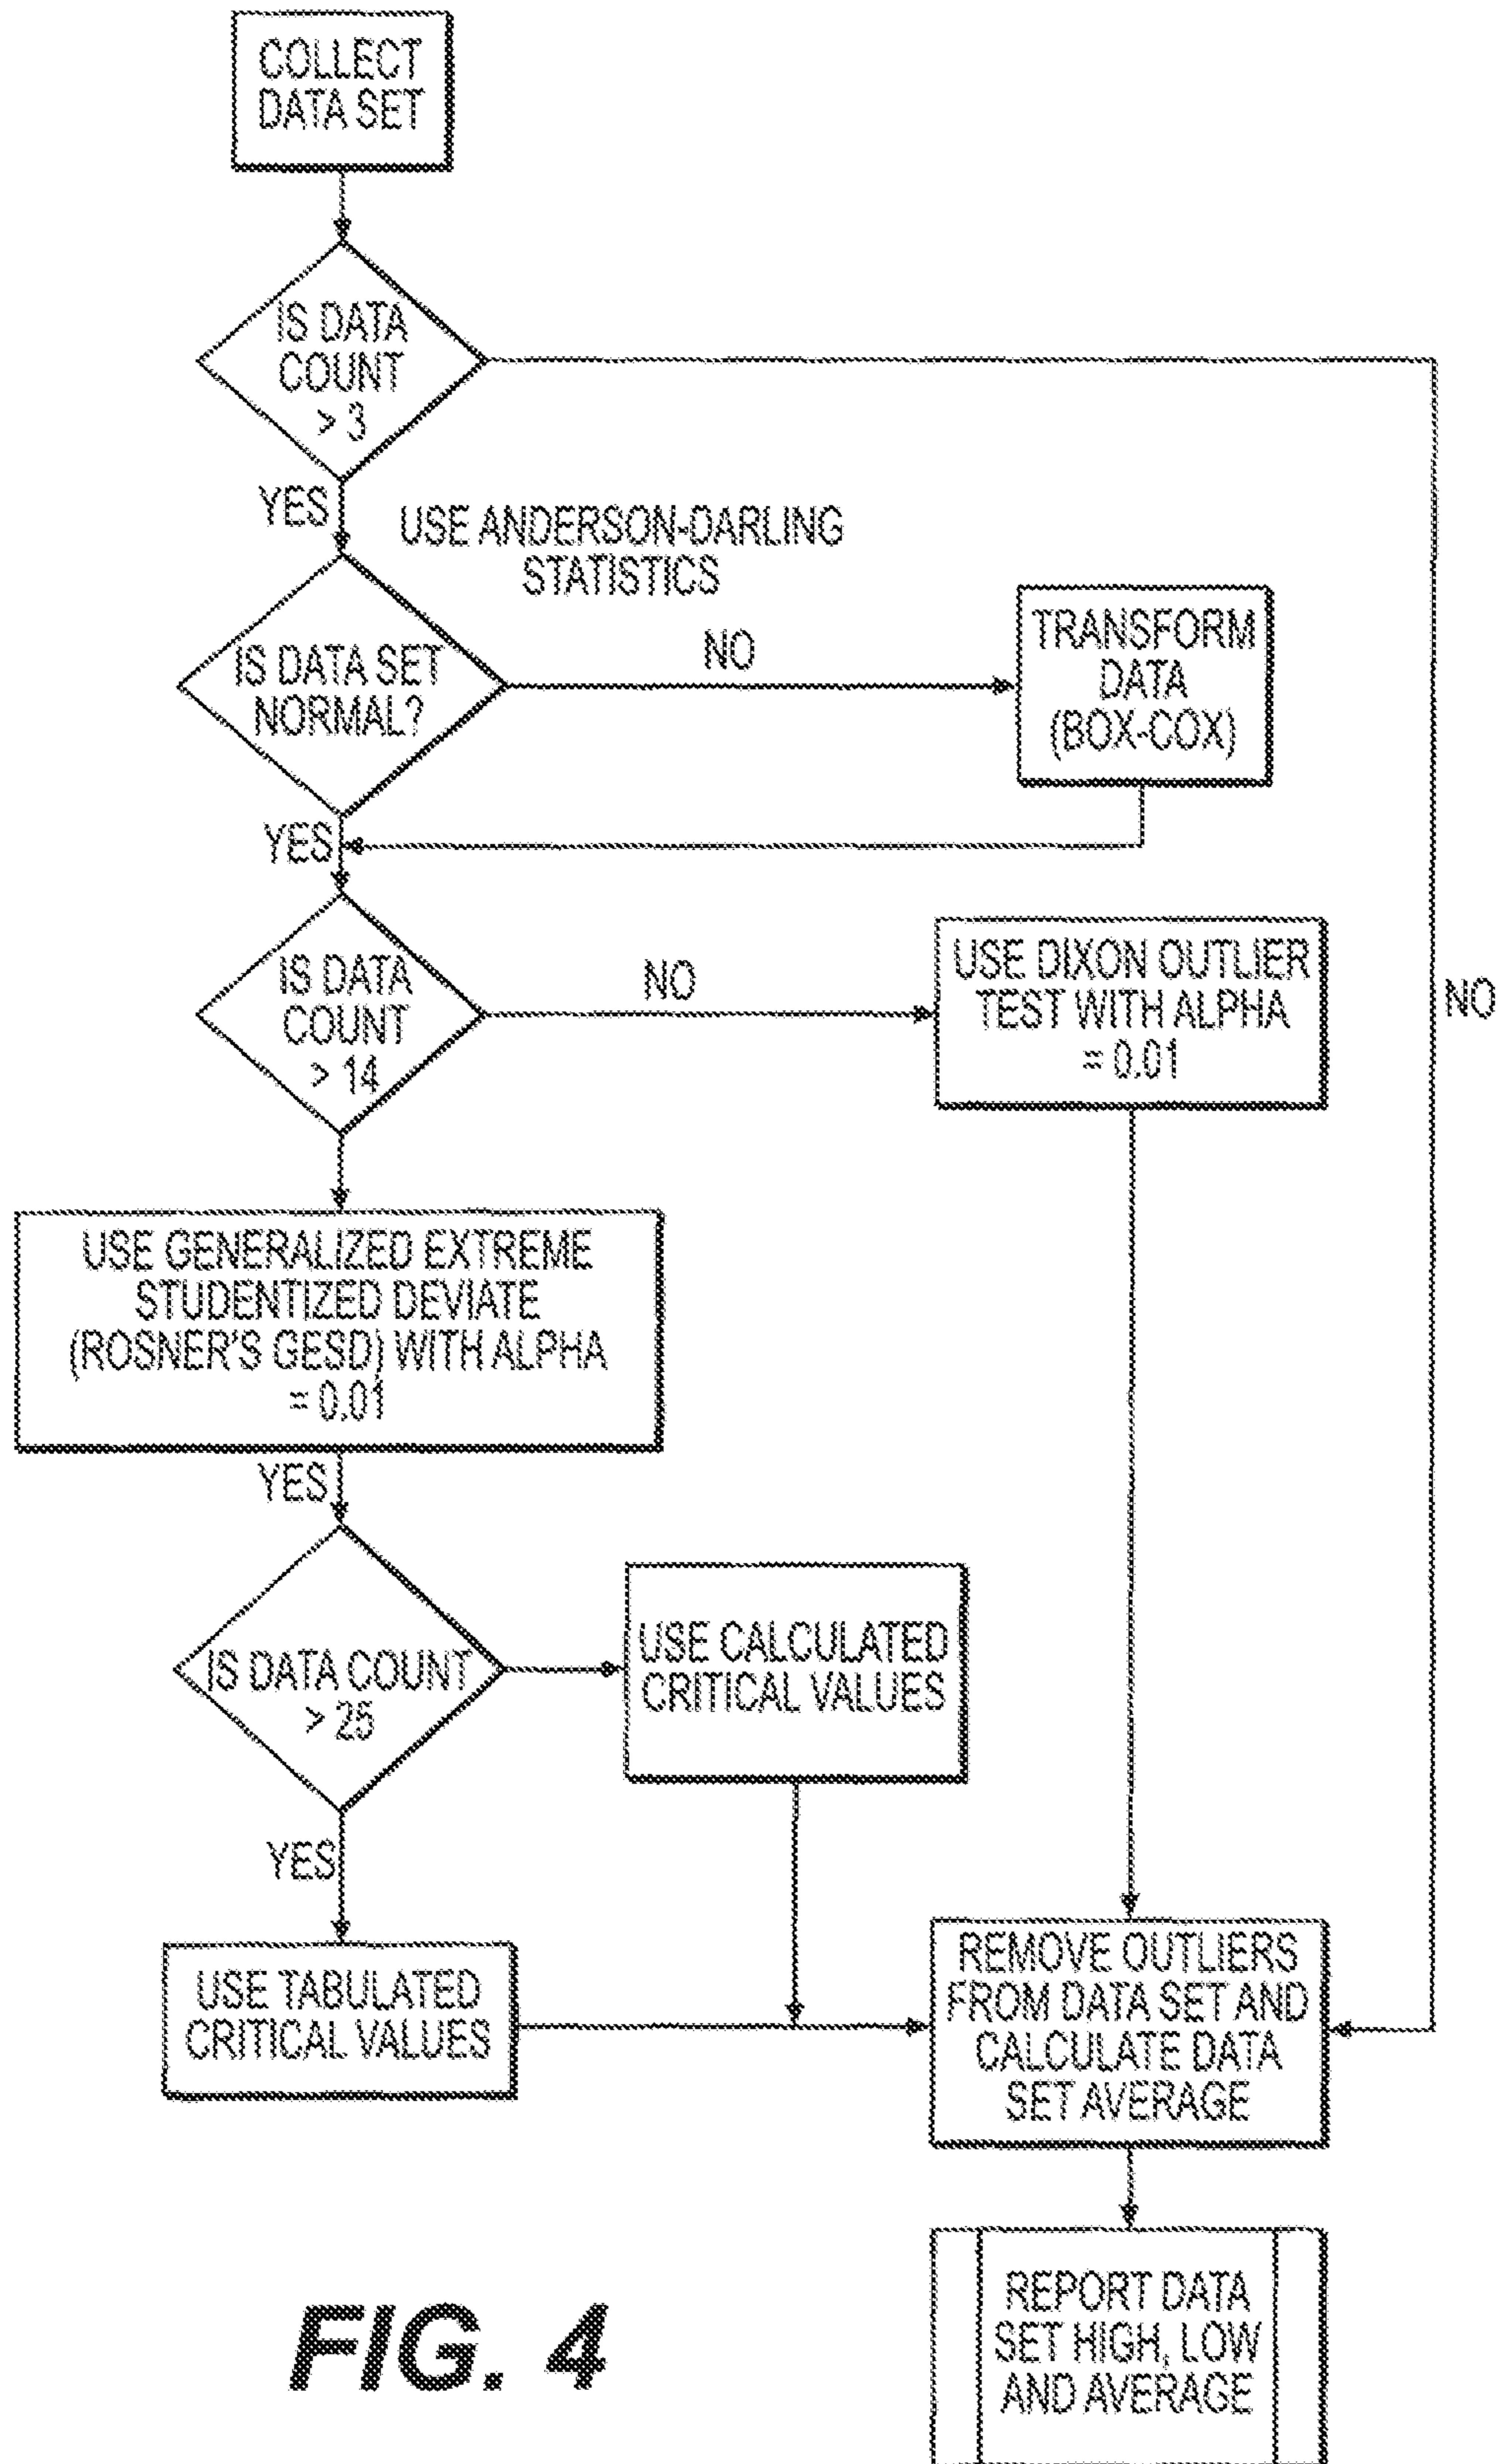 COLLECT
DATA SET
IS DATA
COUNT
> 3
YES
USE ANDERSON-DARLING
STATISTICS
IS DATA SET
NORMAL?
NO
TRANSFORM
DATA
(BOX-COX)
YES
IS DATA
COUNT
> 14
NO
USE DIXON OUTLIER
TEST WITH ALPHA
= 0.01
NO
USE GENERALIZED EXTREME
STUDENTIZED DEVIATE
(ROSNER'S GESD) WITH ALPHA
= 0.01
YES
IS DATA COUNT
> 25
USE CALCULATED
CRITICAL VALUES
YES
USE TABULATED
CRITICAL VALUES
REMOVE OUTLIERS
FROM DATA SET AND
CALCULATE DATA
SET AVERAGE
REPORT DATA
SET HIGH, LOW
AND AVERAGE
FIG. 4